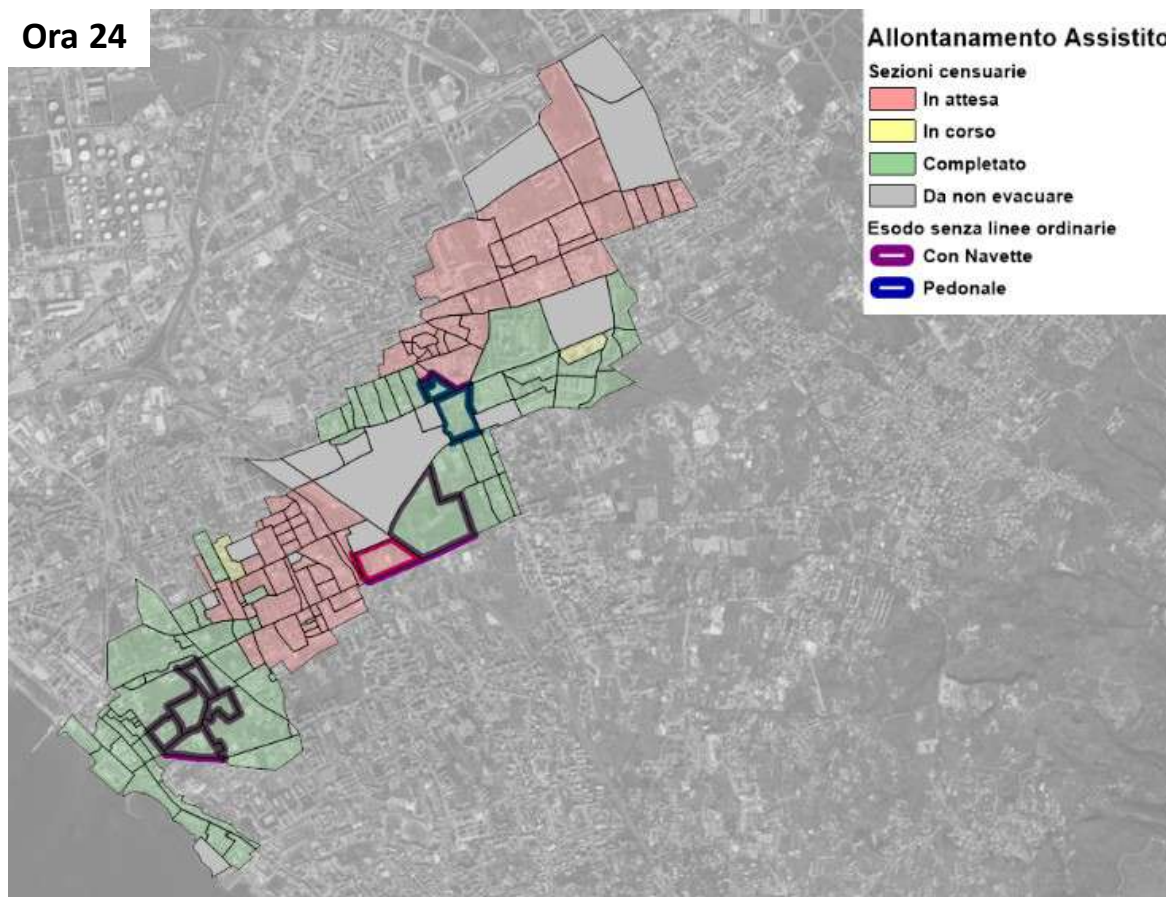 Ora 24
Allontanamento Assistito
Sezioni censuarie
In attesa
In corso
Completato
Da non evacuare
Esodo senza linee ordinarie
Con Navette
Pedonale